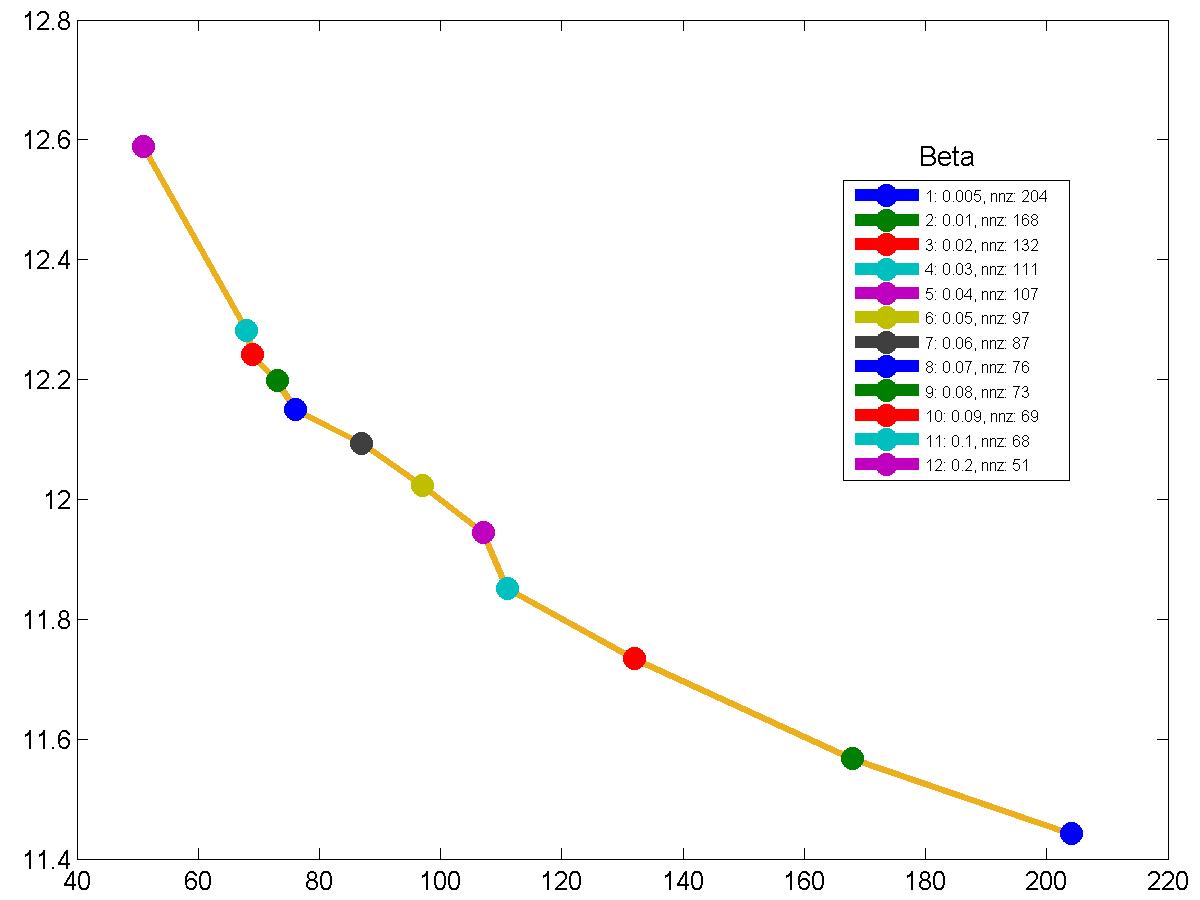 12.8
12.6
12.4
12.2
12
11.8
11.6
11.4
40 60 80 100 120 140 160 180 200 220
Beta
1: 0.005, nnz: 204
2: 0.01, nnz: 168
3: 0.02, nnz: 132
4: 0.03, nnz: 111
5: 0.04, nnz: 107
6: 0.05, nnz: 97
7: 0.06, nnz: 87
8: 0.07, nnz: 76
9: 0.08, nnz: 73
10: 0.09, nnz: 69
11: 0.1, nnz: 68
12: 0.2, nnz: 51